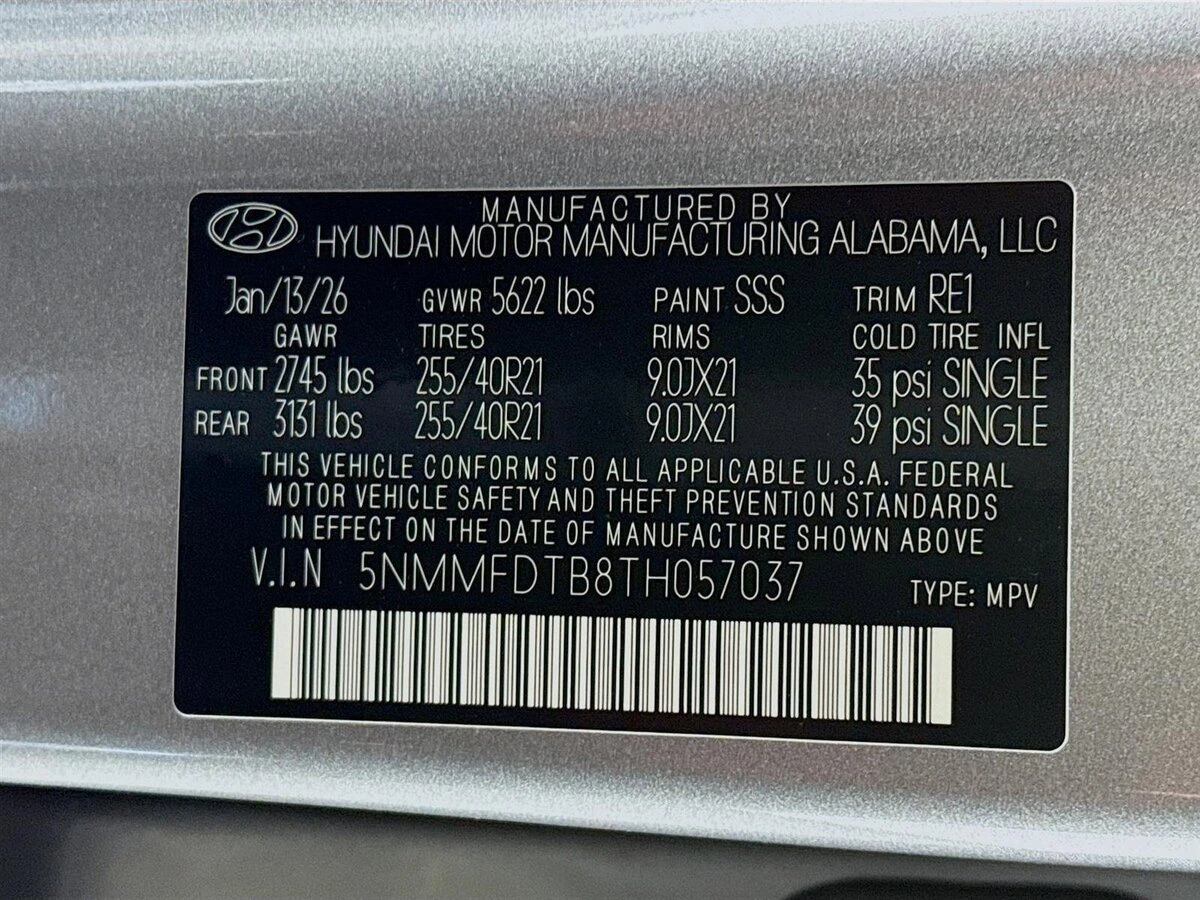 MANUFACTURED BY
HYUNDAI MOTOR MANUFACTURING ALABAMA, LLC
Jan/13/26 GVWR 5622 lbs PAINT SSS TRIM RE1
GAWR TIRES RIMS COLD TIRE INFL
FRONT 2745 lbs 255/40R21 9.0JX21 35 psi SINGLE
REAR 3131 lbs 255/40R21 9.0JX21 39 psi SINGLE
THIS VEHICLE CONFORMS TO ALL APPLICABLE U.S.A. FEDERAL
MOTOR VEHICLE SAFETY AND THEFT PREVENTION STANDARDS
IN EFFECT ON THE DATE OF MANUFACTURE SHOWN ABOVE
V.I.N 5NMMFDTB8TH057037 TYPE: MPV